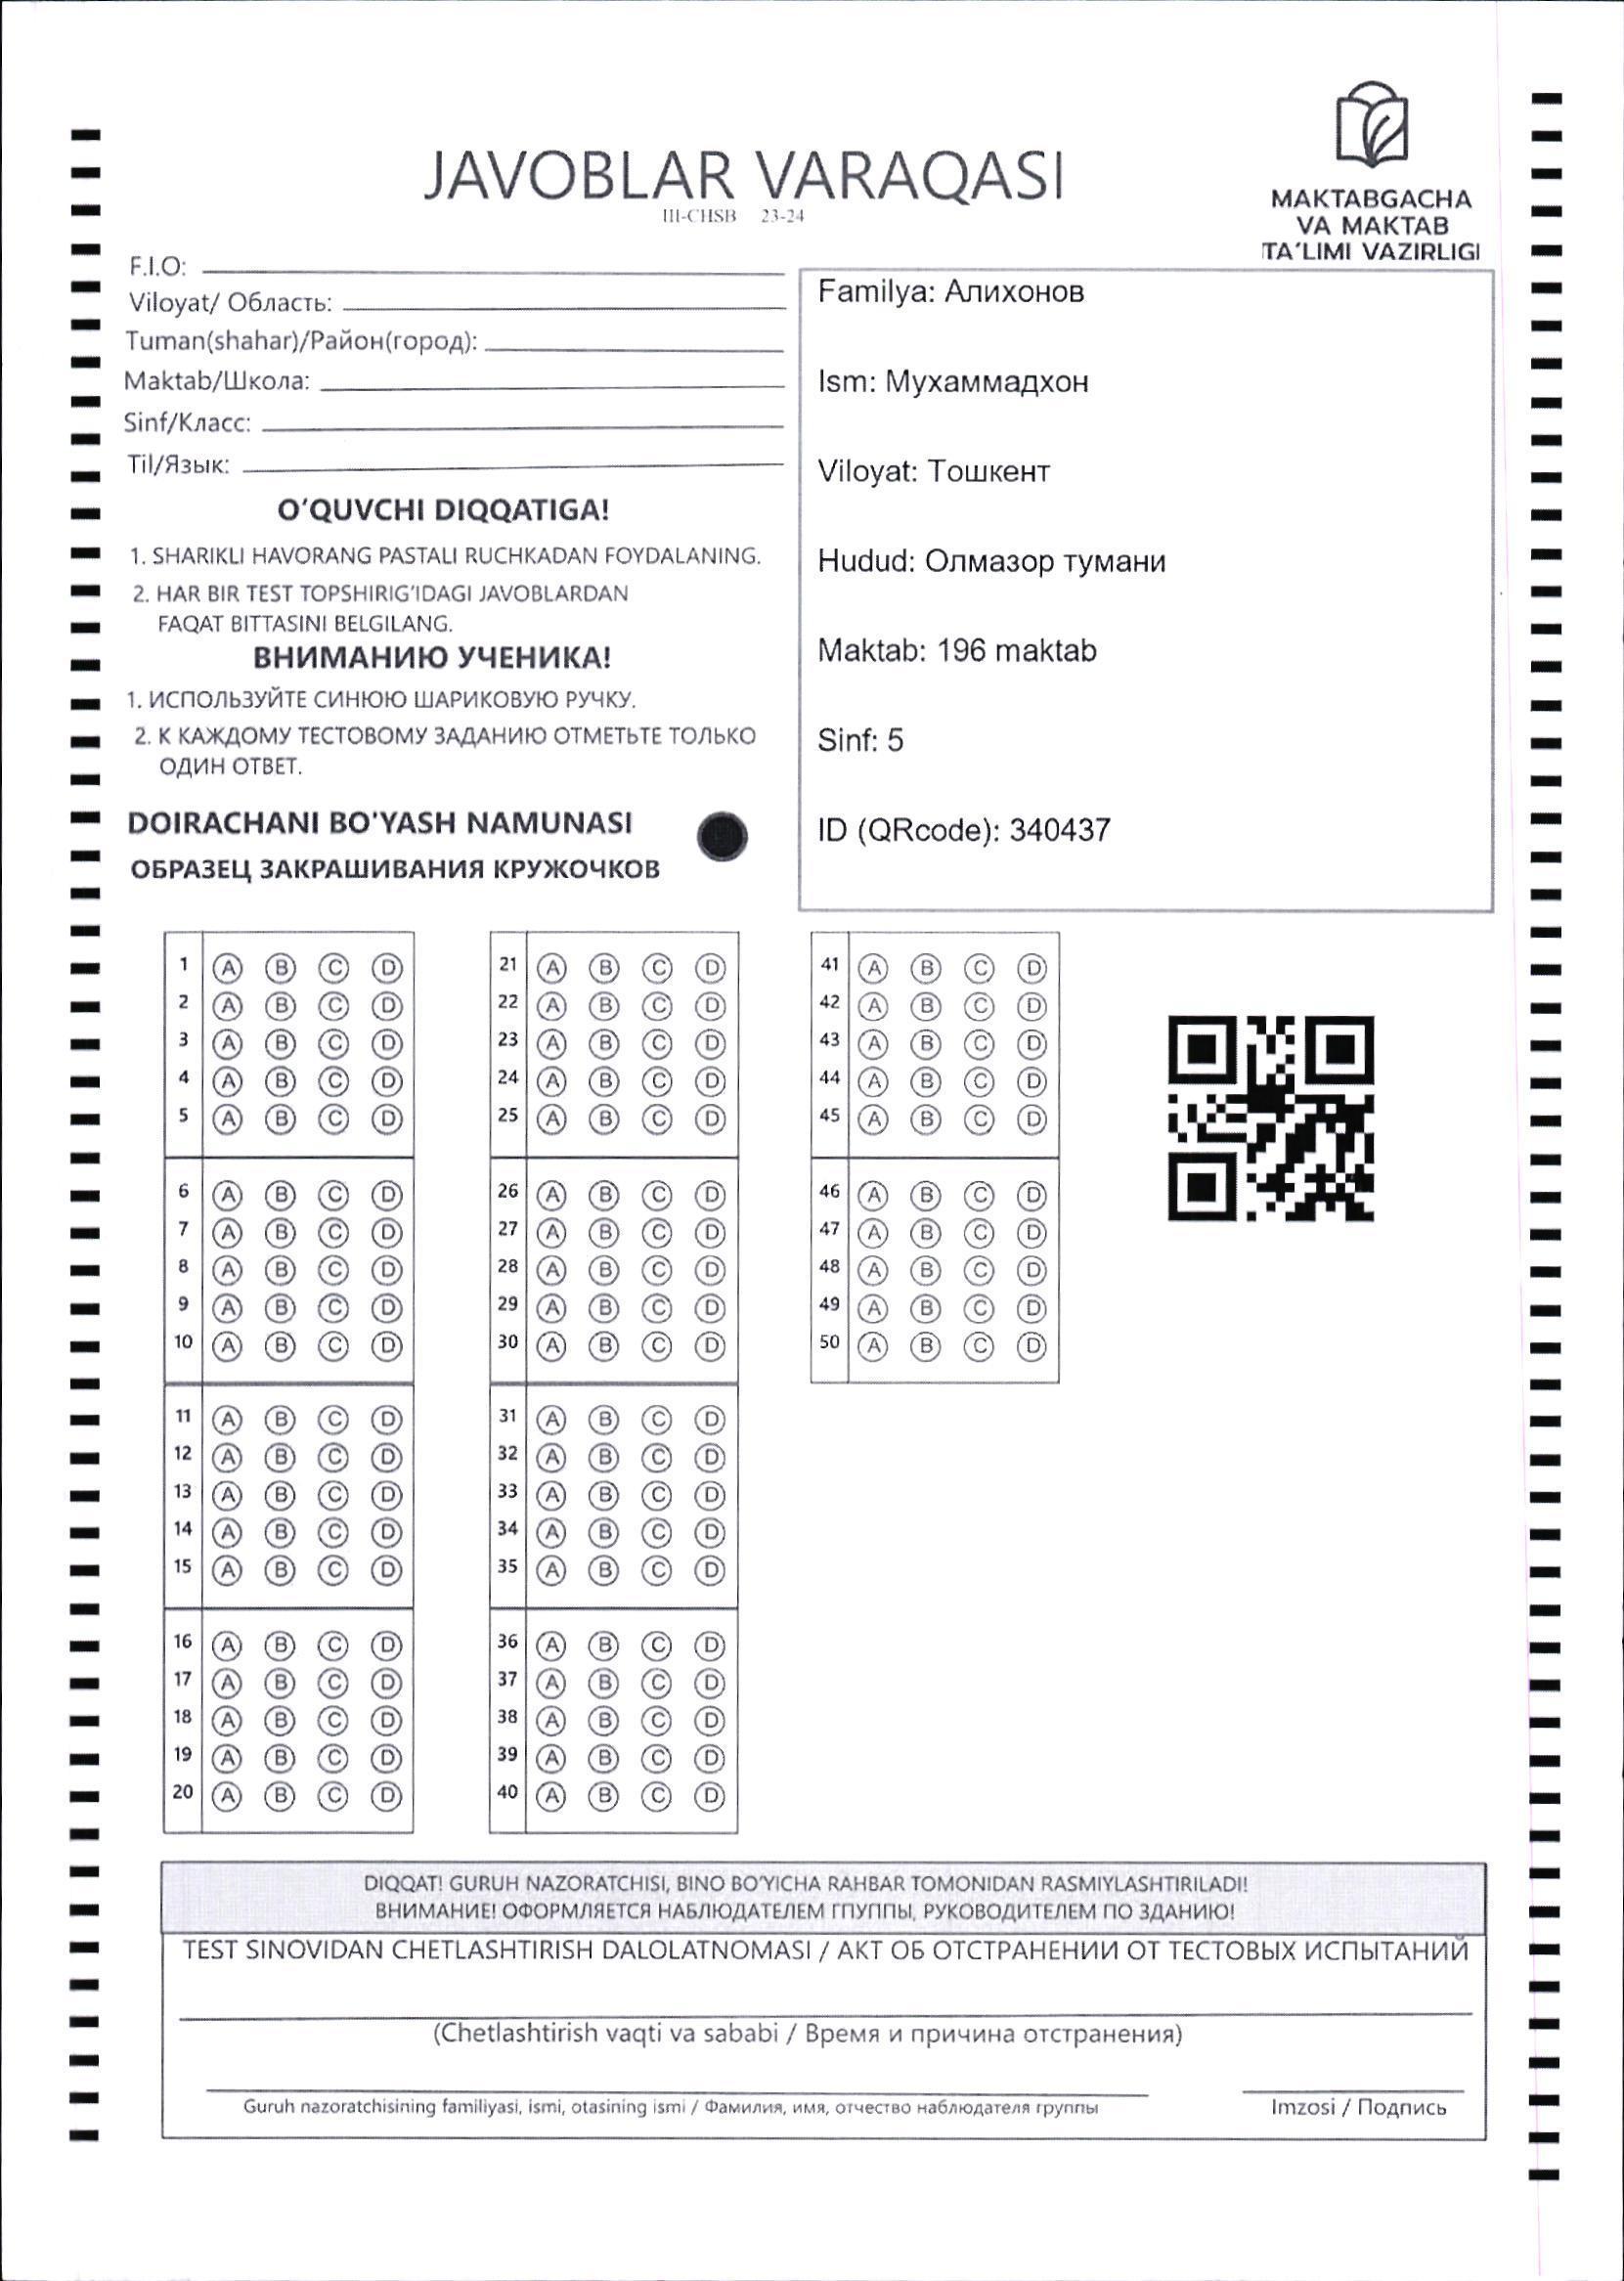 JAVOBLAR VARAQASI
III-CHSB 23-24
MAKTABGACHA
VA MAKTAB
TA'LIMI VAZIRLIGI
F.I.O:
Viloyat/ Область:
Tuman(shahar)/Район(город):
Maktab/Школа:
Sinf/Класс:
Til/Язык:
O'QUVCHI DIQQATIGA!
1. SHARIKLI HAVORANG PASTALI RUCHKADAN FOYDALANING.
2. HAR BIR TEST TOPSHIRIG'IDAGI JAVOBLARDAN
FAQAT BITTASINI BELGILANG.
ВНИМАНИЮ УЧЕНИКА!
1. ИСПОЛЬЗУЙТЕ СИНЮЮ ШАРИКОВУЮ РУЧКУ.
2. К КАЖДОМУ ТЕСТОВОМУ ЗАДАНИЮ ОТМЕТЬТЕ ТОЛЬКО
ОДИН ОТВЕТ.
DOIRACHANI BO'YASH NAMUNASI
ОБРАЗЕЦ ЗАКРАШИВАНИЯ КРУЖОЧКОВ
Familya: Алихонов
Ism: Мухаммадхон
Viloyat: Тошкент
Hudud: Олмазор тумани
Maktab: 196 maktab
Sinf: 5
ID (QRcode): 340437
1 A B C D
2 A B C D
3 A B C D
4 A B C D
5 A B C D
6 A B C D
7 A B C D
8 A B C D
9 A B C D
10 A B C D
11 A B C D
12 A B C D
13 A B C D
14 A B C D
15 A B C D
16 A B C D
17 A B C D
18 A B C D
19 A B C D
20 A B C D
21 A B C D
22 A B C D
23 A B C D
24 A B C D
25 A B C D
26 A B C D
27 A B C D
28 A B C D
29 A B C D
30 A B C D
31 A B C D
32 A B C D
33 A B C D
34 A B C D
35 A B C D
36 A B C D
37 A B C D
38 A B C D
39 A B C D
40 A B C D
41 A B C D
42 A B C D
43 A B C D
44 A B C D
45 A B C D
46 A B C D
47 A B C D
48 A B C D
49 A B C D
50 A B C D
DIQQAT! GURUH NAZORATCHISI, BINO BO'YICHA RAHBAR TOMONIDAN RASMIYLASHTIRILADI!
ВНИМАНИЕ! ОФОРМЛЯЕТСЯ НАБЛЮДАТЕЛЕМ ГПУППЫ, РУКОВОДИТЕЛЕМ ПО ЗДАНИЮ!
TEST SINOVIDAN CHETLASHTIRISH DALOLATNOMASI / АКТ ОБ ОТСТРАНЕНИИ ОТ ТЕСТОВЫХ ИСПЫТАНИЙ
(Chetlashtirish vaqti va sababi / Время и причина отстранения)
Guruh nazoratchisining familiyasi, ismi, otasining ismi / Фамилия, имя, отчество наблюдателя группы
Imzosi / Подпись